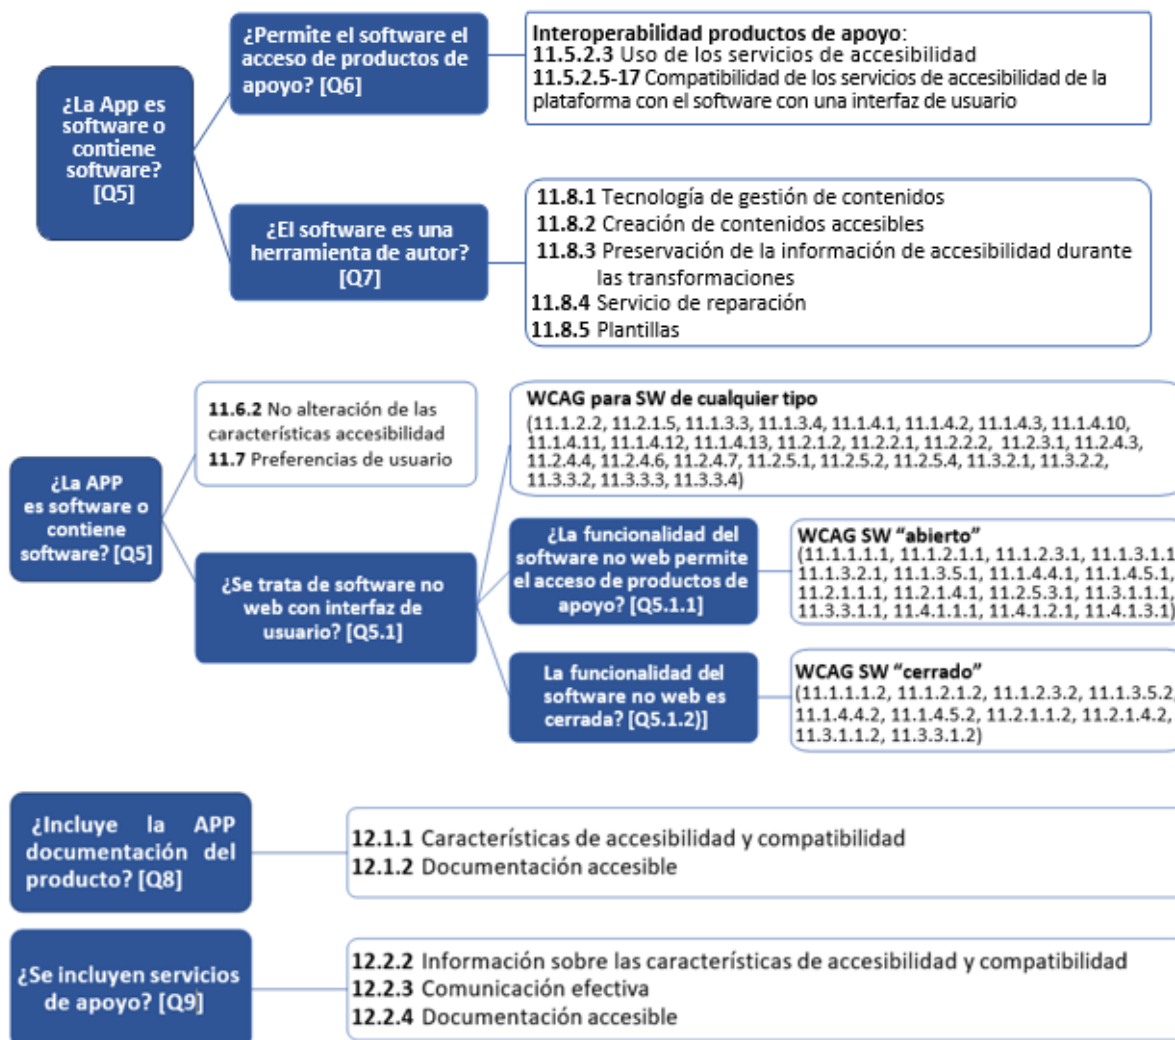 ¿La App es
software o
contiene
software?
[Q5]
¿Permite el software el
acceso de productos de
apoyo? [Q6]
Interoperabilidad productos de apoyo:
11.5.2.3 Uso de los servicios de accesibilidad
11.5.2.5-17 Compatibilidad de los servicios de accesibilidad de la
plataforma con el software con una interfaz de usuario
¿El software es una
herramienta de autor?
[Q7]
11.8.1 Tecnología de gestión de contenidos
11.8.2 Creación de contenidos accesibles
11.8.3 Preservación de la información de accesibilidad durante
las transformaciones
11.8.4 Servicio de reparación
11.8.5 Plantillas
¿La APP
es software o
contiene
software? [Q5]
11.6.2 No alteración de las
características accesibilidad
11.7 Preferencias de usuario
¿Se trata de software no
web con interfaz de
usuario? [Q5.1]
WCAG para SW de cualquier tipo
(11.1.2.2, 11.2.1.5, 11.1.3.3, 11.1.3.4, 11.1.4.1, 11.1.4.2, 11.1.4.3, 11.1.4.10,
11.1.4.11, 11.1.4.12, 11.1.4.13, 11.2.1.2, 11.2.2.1, 11.2.2.2, 11.2.3.1, 11.2.4.3,
11.2.4.4, 11.2.4.6, 11.2.4.7, 11.2.5.1, 11.2.5.2, 11.2.5.4, 11.3.2.1, 11.3.2.2,
11.3.3.2, 11.3.3.3, 11.3.3.4)
¿La funcionalidad del
software no web permite
el acceso de productos de
apoyo? [Q5.1.1]
WCAG SW “abierto”
(11.1.1.1.1, 11.1.2.1.1, 11.1.2.3.1, 11.1.3.1.1
11.1.3.2.1, 11.1.3.5.1, 11.1.4.4.1, 11.1.4.5.1,
11.2.1.1.1, 11.2.1.4.1, 11.2.5.3.1, 11.3.1.1.1,
11.3.3.1.1, 11.4.1.1.1, 11.4.1.2.1, 11.4.1.3.1)
La funcionalidad del
software no web es
cerrada? [Q5.1.2)]
WCAG SW “cerrado”
(11.1.1.1.2, 11.1.2.1.2, 11.1.2.3.2, 11.1.3.5.2,
11.1.4.4.2, 11.1.4.5.2, 11.2.1.1.2, 11.2.1.4.2,
11.3.1.1.2, 11.3.3.1.2)
¿Incluye la APP
documentación del
producto? [Q8]
12.1.1 Características de accesibilidad y compatibilidad
12.1.2 Documentación accesible
¿Se incluyen servicios
de apoyo? [Q9]
12.2.2 Información sobre las características de accesibilidad y compatibilidad
12.2.3 Comunicación efectiva
12.2.4 Documentación accesible